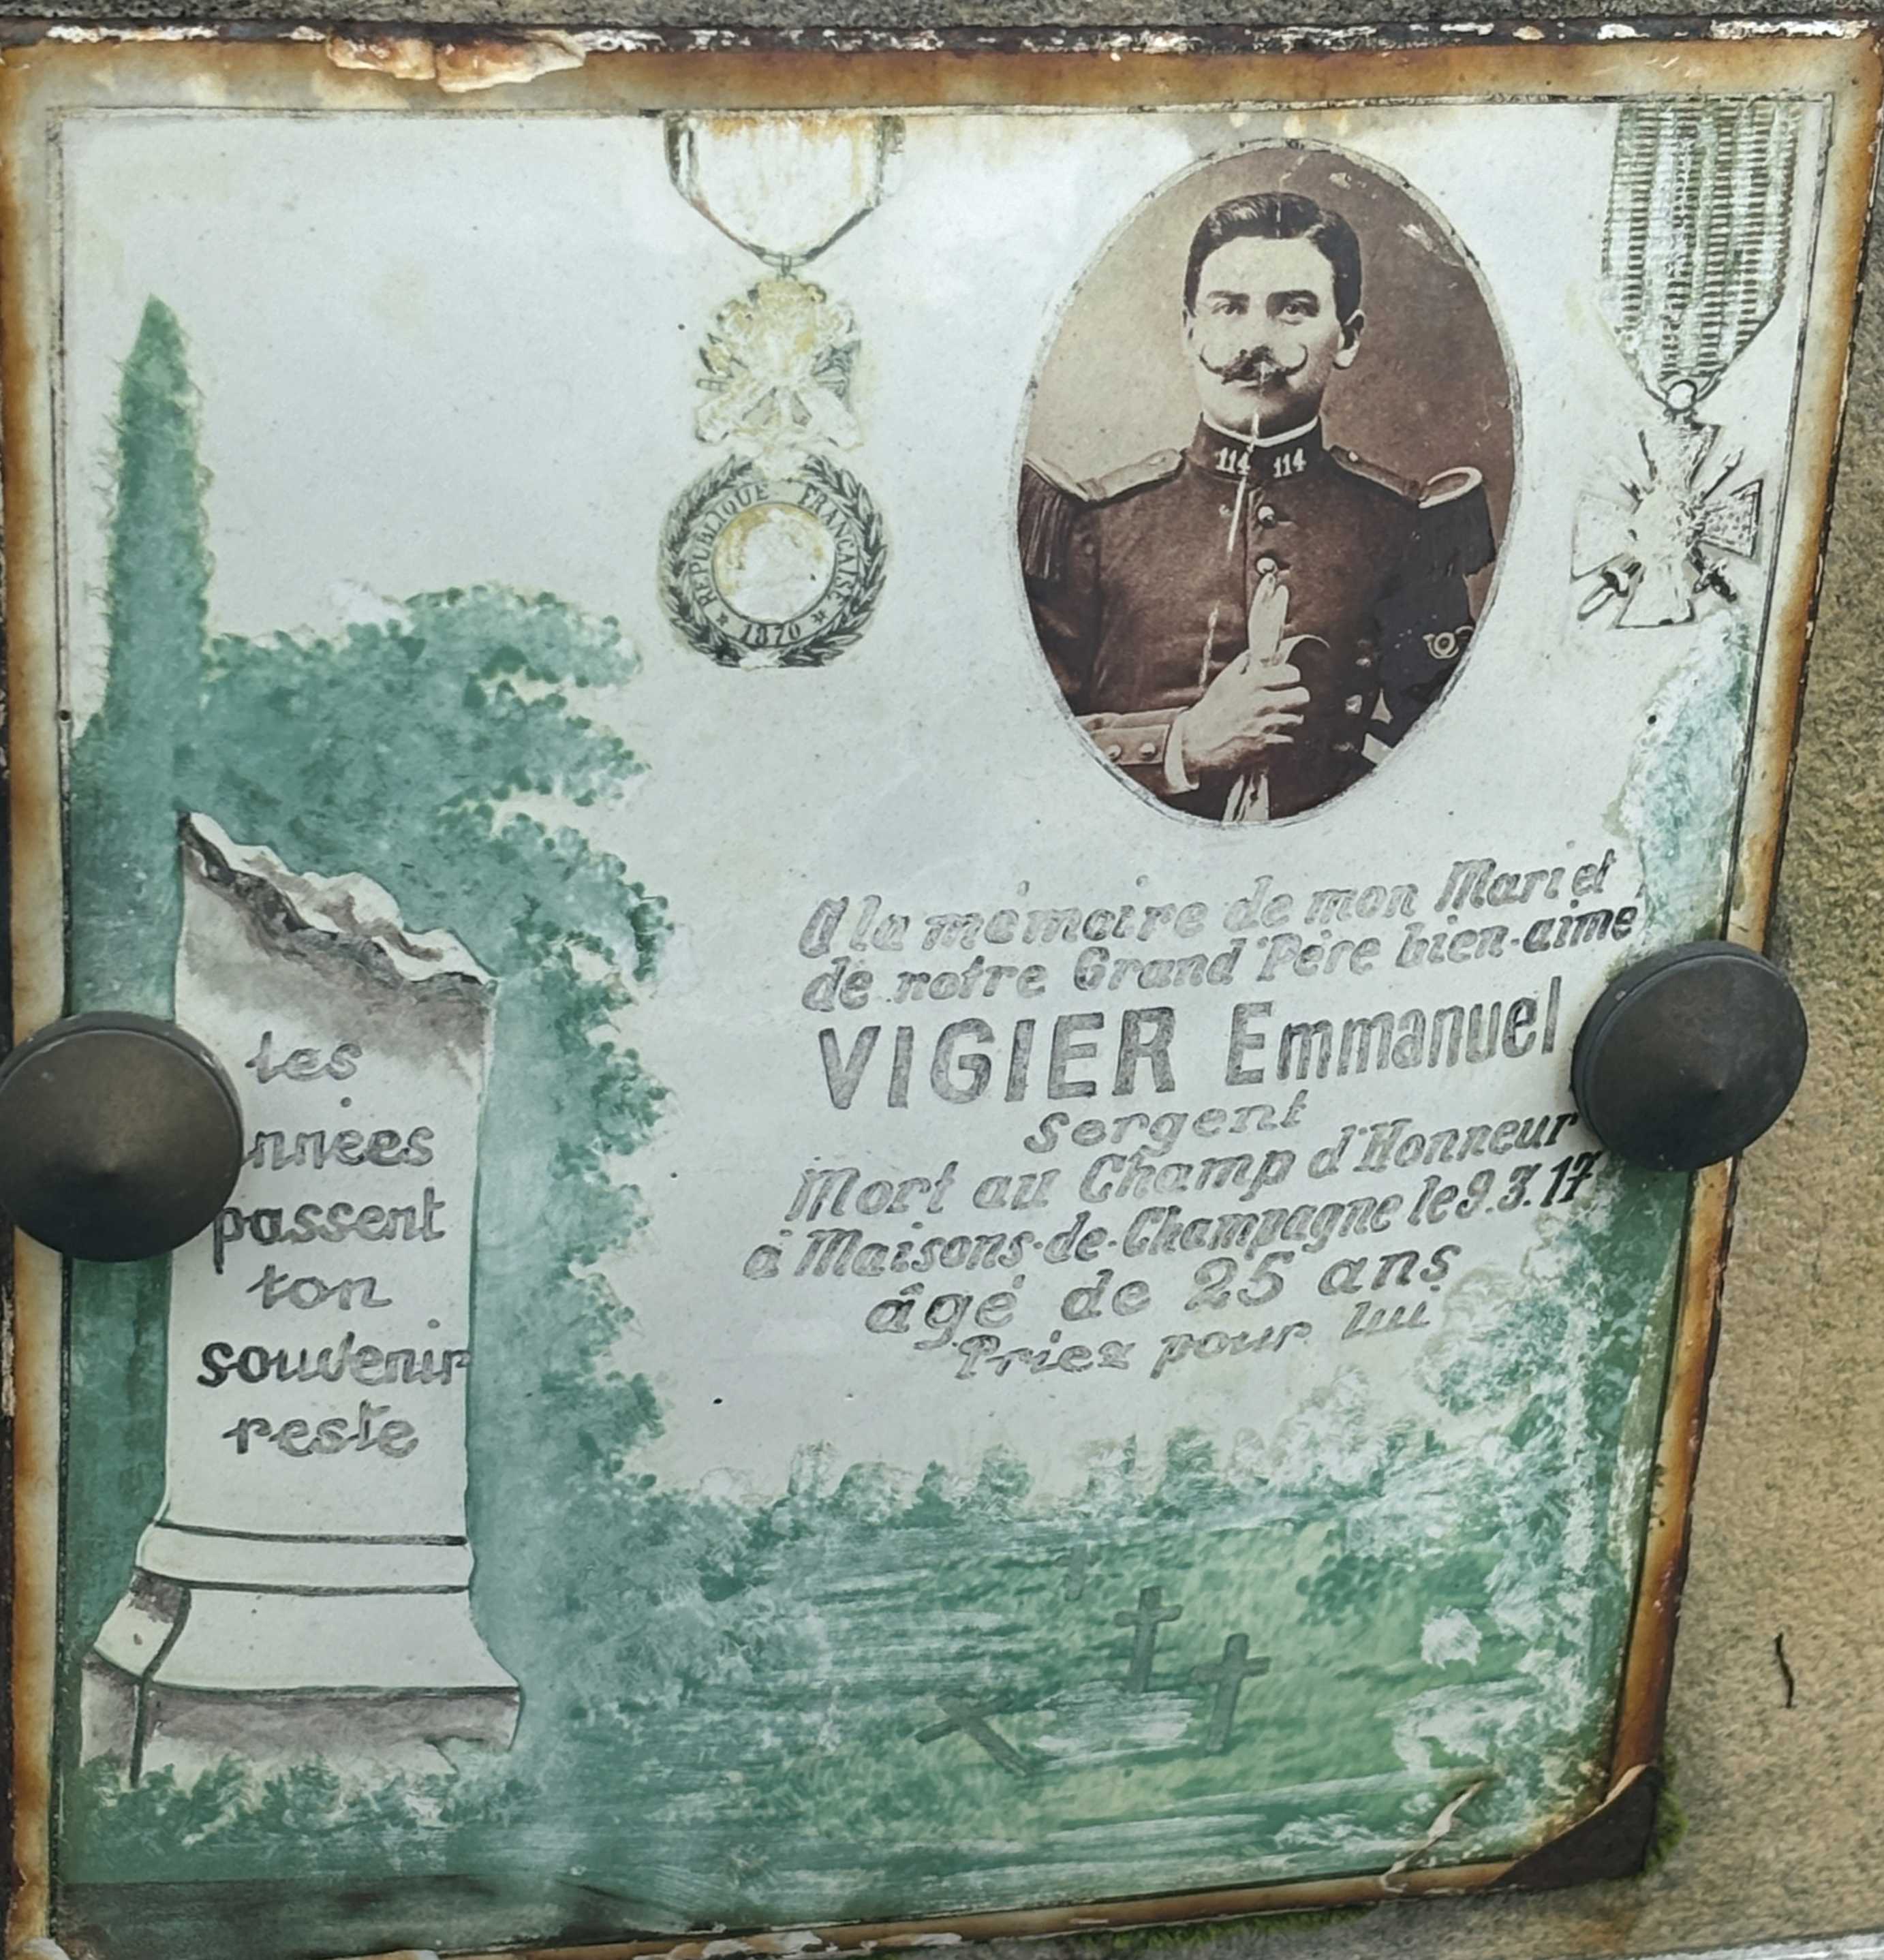 RÉPUBLIQUE FRANÇAISE
* 1870 *
114 114
A la mémoire de mon Mari et
de notre Grand Père bien-aimé
VIGIER Emmanuel
Sergent
Mort au Champ d'Honneur
à Maisons-de-Champagne le 9.3.17
âgé de 25 ans
Priez pour lui
Les
nnées
passent
ton
souvenir
reste